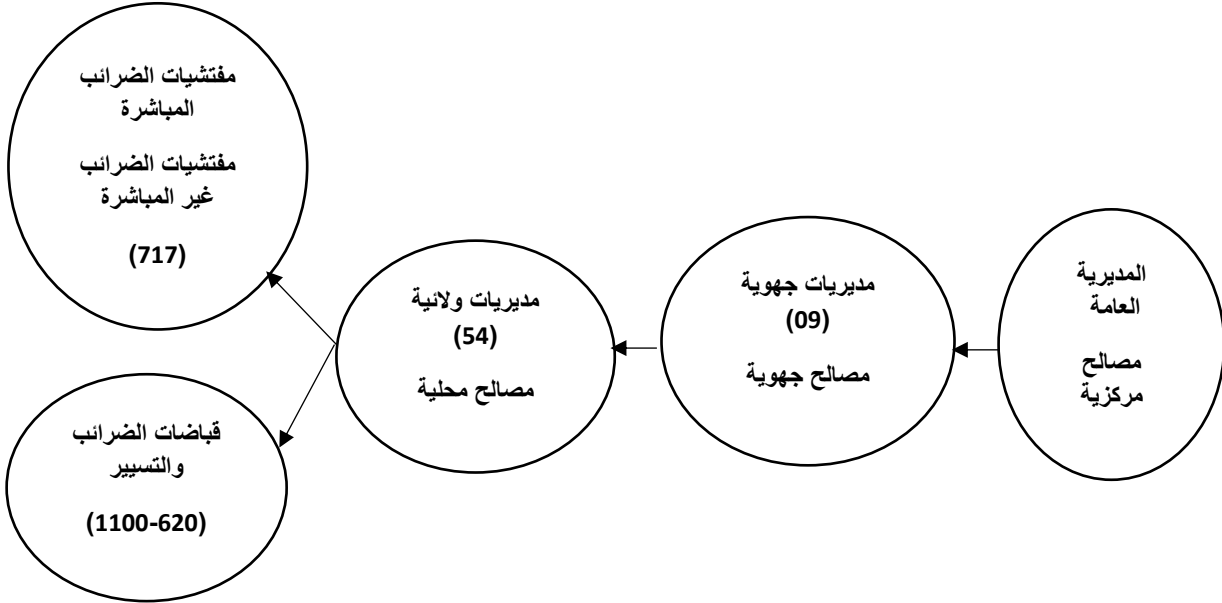 المديرية
العامة
مصالح
مركزية
مديريات جهوية
(09)
مصالح جهوية
مديريات ولائية
(54)
مصالح محلية
مفتشيات الضرائب
المباشرة
مفتشيات الضرائب
غير المباشرة
(717)
قباضات الضرائب
والتسيير
(1100-620)